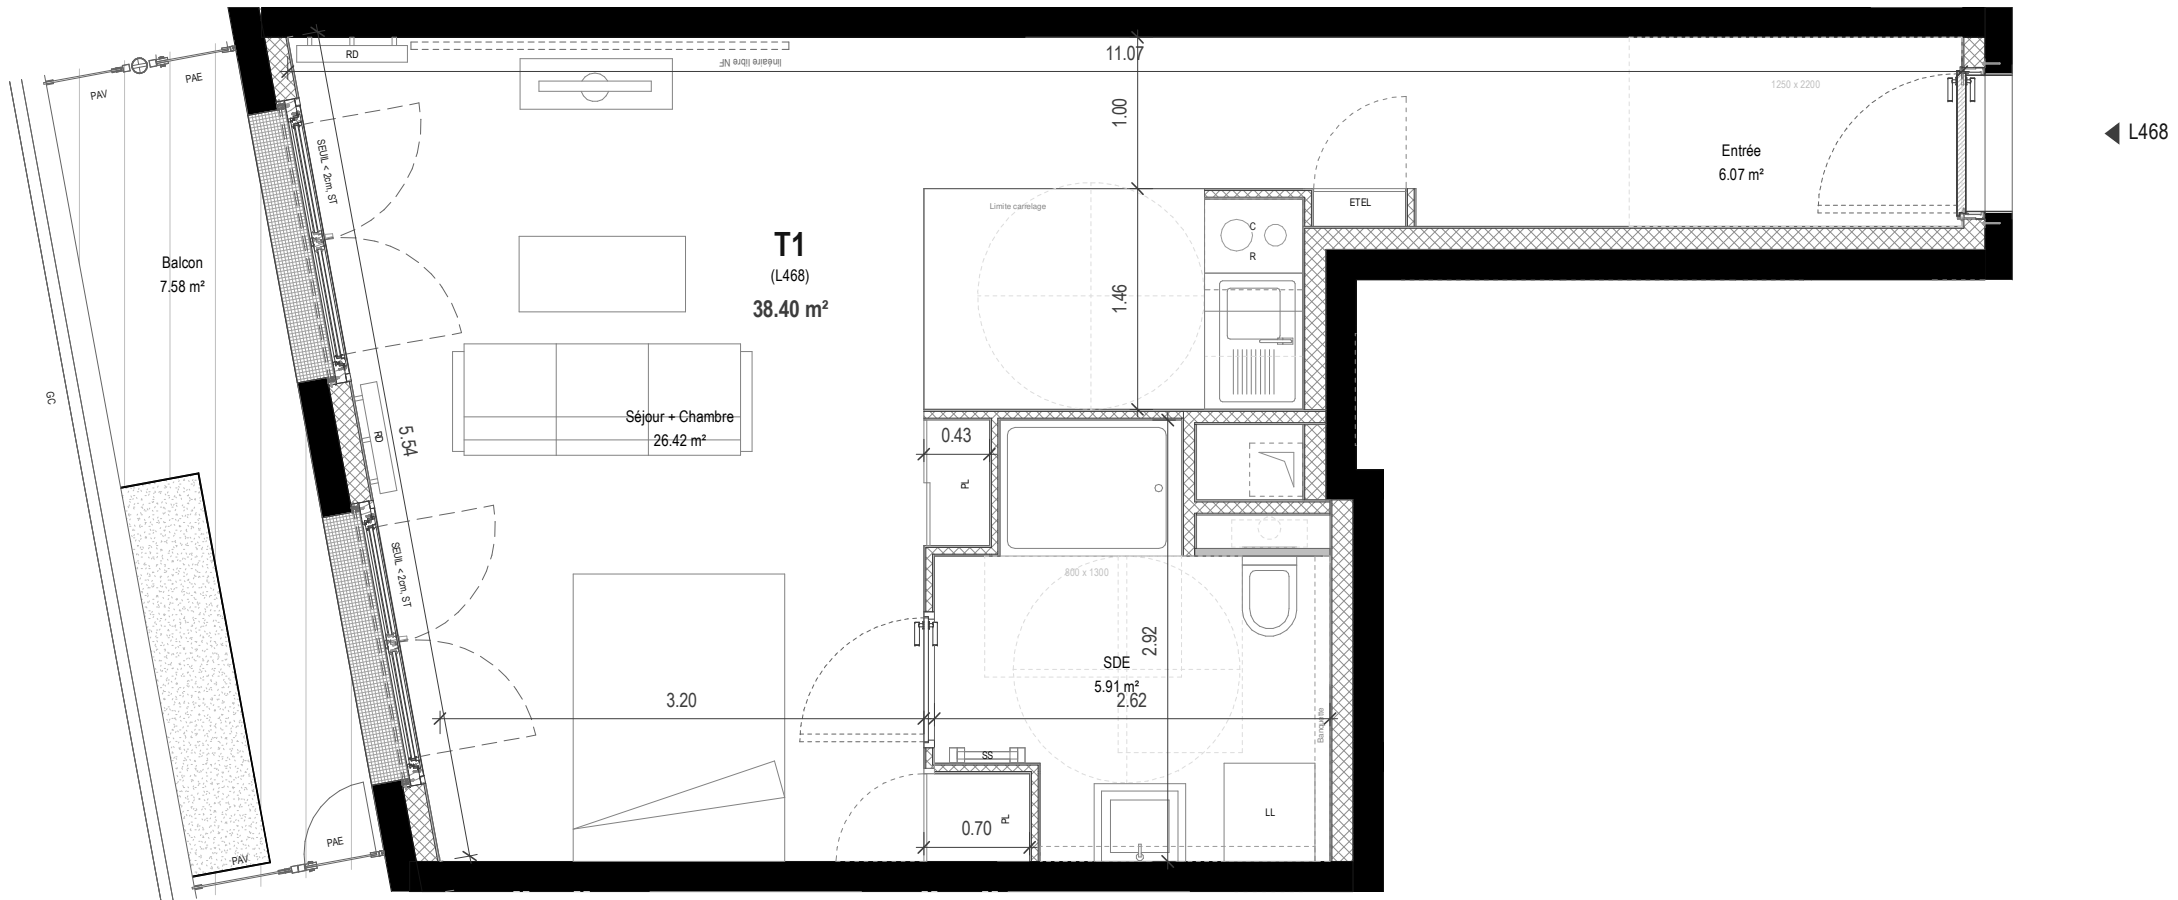 RD
linéaire libre NF
11.07
PAE
PAV
1250 x 2200
1.00
L468
SEUIL < 2cm, ST
Entrée
6.07 m²
ETEL
Limite carrelage
C
R
T1
(L468)
38.40 m²
Balcon
7.58 m²
1.46
GC
RD
5.54
Séjour + Chambre
26.42 m²
0.43
PL
SEUIL < 2cm, ST
800 x 1300
2.92
SDE
5.91 m²
2.62
3.20
Banquette
SS
PL
0.70
LL
PAE
PAV